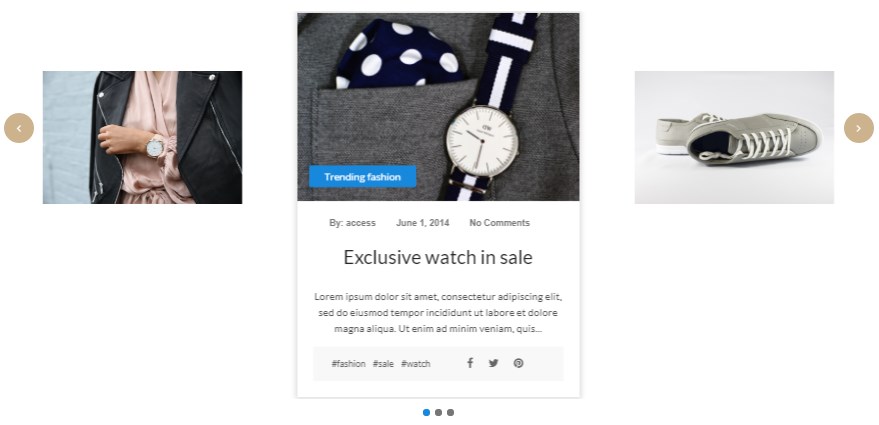 Trending fashion
By: access June 1, 2014 No Comments
Exclusive watch in sale
Lorem ipsum dolor sit amet, consectetur adipiscing elit,
sed do eiusmod tempor incididunt ut labore et dolore
magna aliqua. Ut enim ad minim veniam, quis...
#fashion #sale #watch